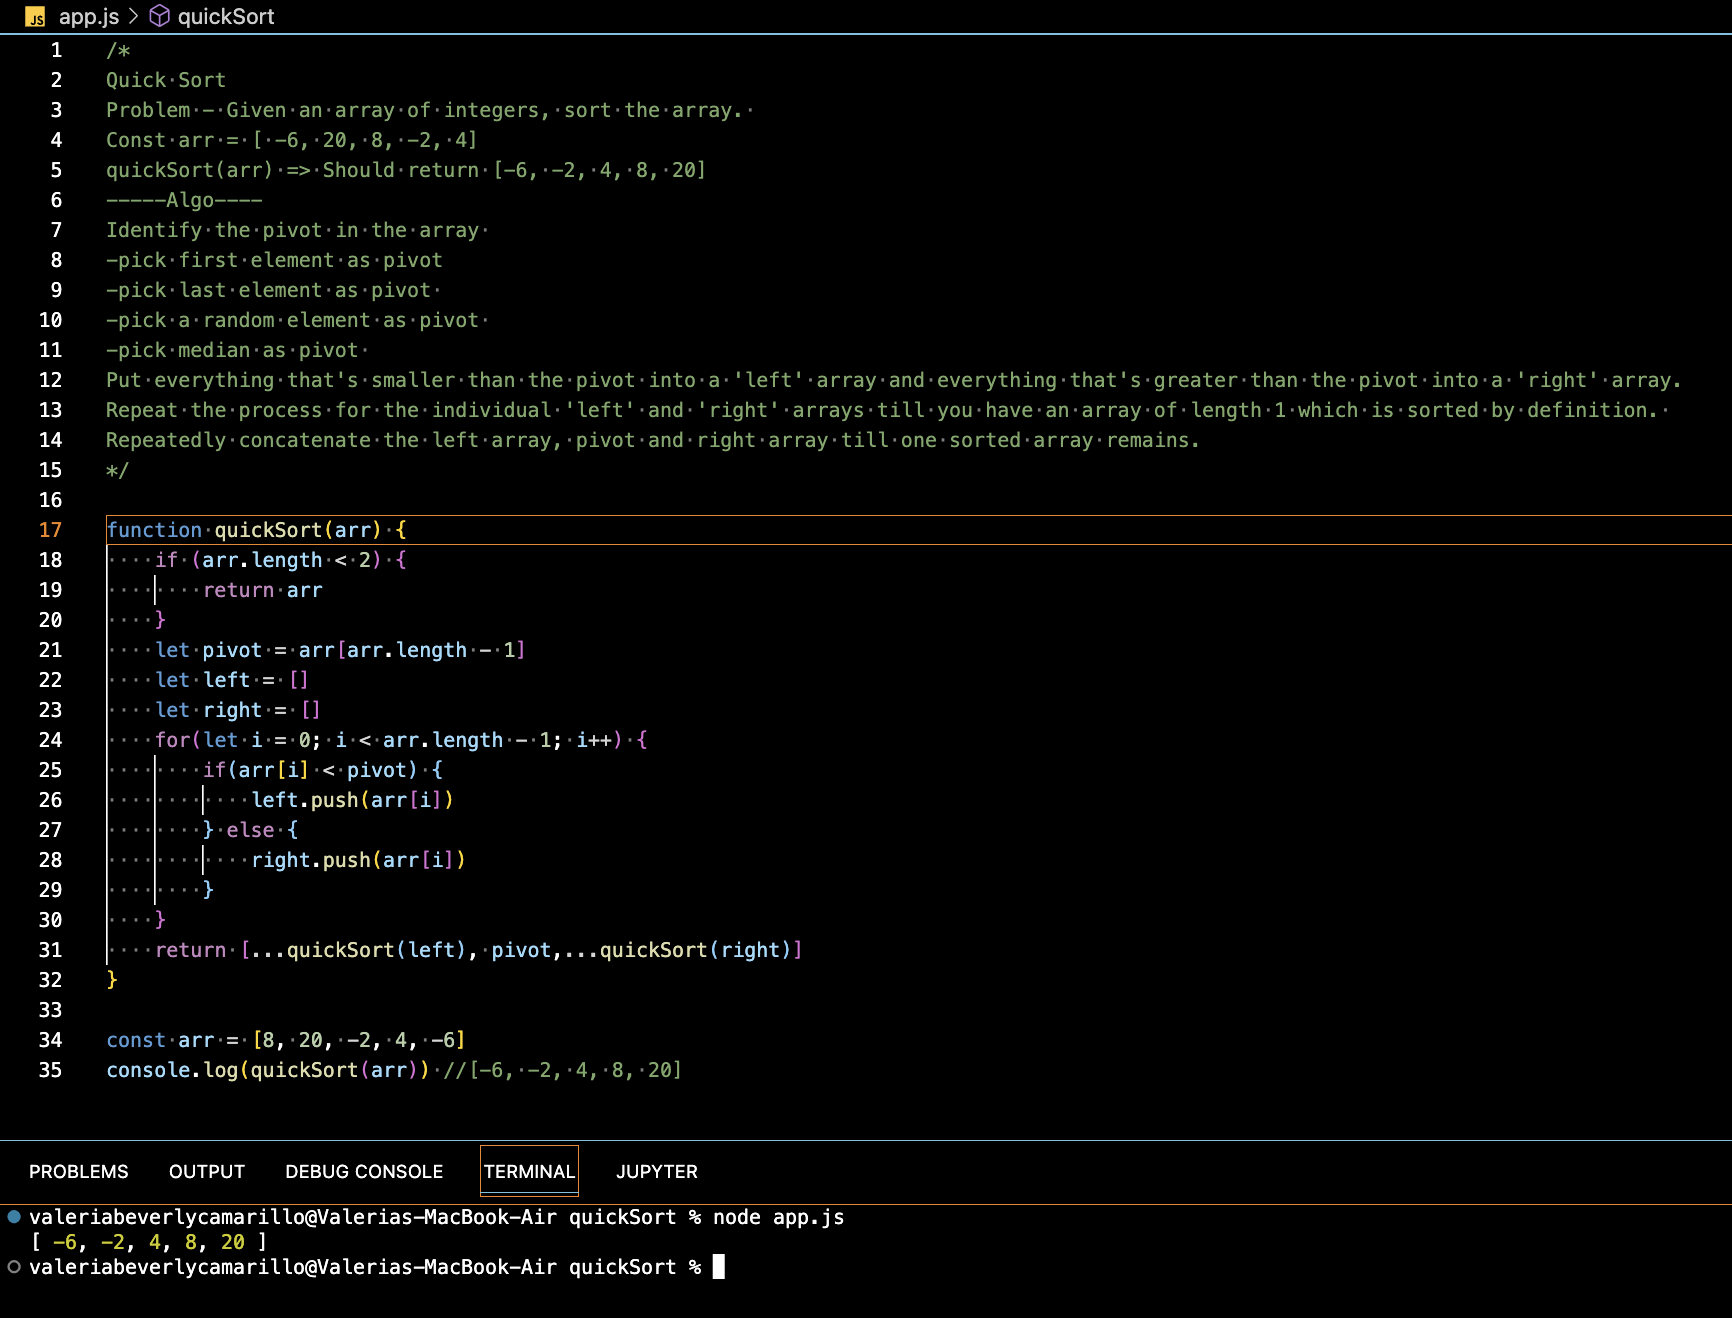 JS app.js > quickSort
1 /*
2 Quick Sort
3 Problem - Given an array of integers, sort the array.
4 Const arr = [ -6, 20, 8, -2, 4]
5 quickSort(arr) => Should return [-6, -2, 4, 8, 20]
6 -----Algo----
7 Identify the pivot in the array
8 -pick first element as pivot
9 -pick last element as pivot
10 -pick a random element as pivot
11 -pick median as pivot
12 Put everything that's smaller than the pivot into a 'left' array and everything that's greater than the pivot into a 'right' array.
13 Repeat the process for the individual 'left' and 'right' arrays till you have an array of length 1 which is sorted by definition.
14 Repeatedly concatenate the left array, pivot and right array till one sorted array remains.
15 */
16
17 function quickSort(arr) {
18     if (arr.length < 2) {
19         return arr
20     }
21     let pivot = arr[arr.length - 1]
22     let left = []
23     let right = []
24     for(let i = 0; i < arr.length - 1; i++) {
25         if(arr[i] < pivot) {
26             left.push(arr[i])
27         } else {
28             right.push(arr[i])
29         }
30     }
31     return [...quickSort(left), pivot,...quickSort(right)]
32 }
33
34 const arr = [8, 20, -2, 4, -6]
35 console.log(quickSort(arr)) //[-6, -2, 4, 8, 20]
PROBLEMS OUTPUT DEBUG CONSOLE TERMINAL JUPYTER
valeriabeverlycamarillo@Valerias-MacBook-Air quickSort % node app.js
[ -6, -2, 4, 8, 20 ]
valeriabeverlycamarillo@Valerias-MacBook-Air quickSort %